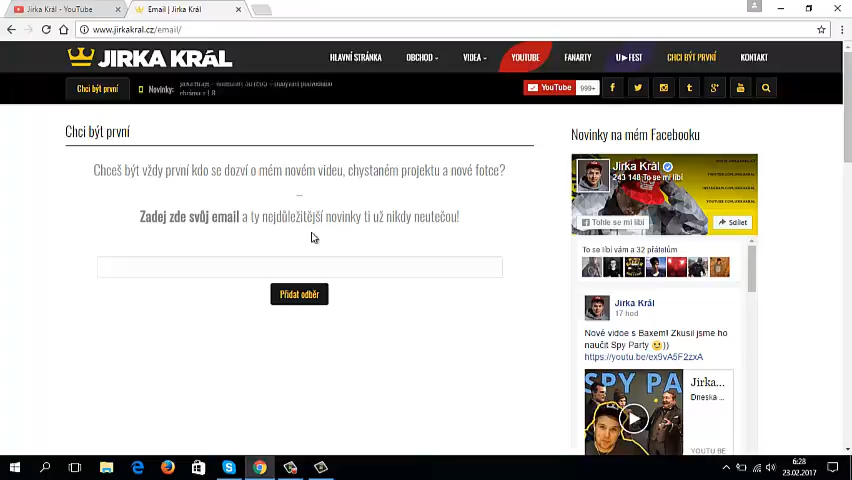 Jirka Král - YouTube
Email | Jirka Král
www.jirkakral.cz/email/
JIRKA KRÁL
HLAVNÍ STRÁNKA
OBCHOD
VIDEA
YOUTUBE
FANARTY
U▶FEST
CHCI BÝT PRVNÍ
KONTAKT
Chci být první
Novinky:
YouTube 999+
Chci být první
Chceš být vždy první kdo se dozví o mém novém videu, chystaném projektu a nové fotce?
–
Zadej zde svůj email a ty nejdůležitější novinky ti už nikdy neutečou!
Přidat odběr
Novinky na mém Facebooku
Jirka Král
243 148 To se mi líbí
Tohle se mi líbí
Sdílet
To se líbí vám a 32 přátelům
Jirka Král
17 hod
Nové video s Baxem! Zkusil jsme ho
naučit Spy Party 😉))
https://youtu.be/ex9vA5F2zxA
SPY PA
Jirka...
Dneska ...
YOUTU BE
6:28
23.02.2017